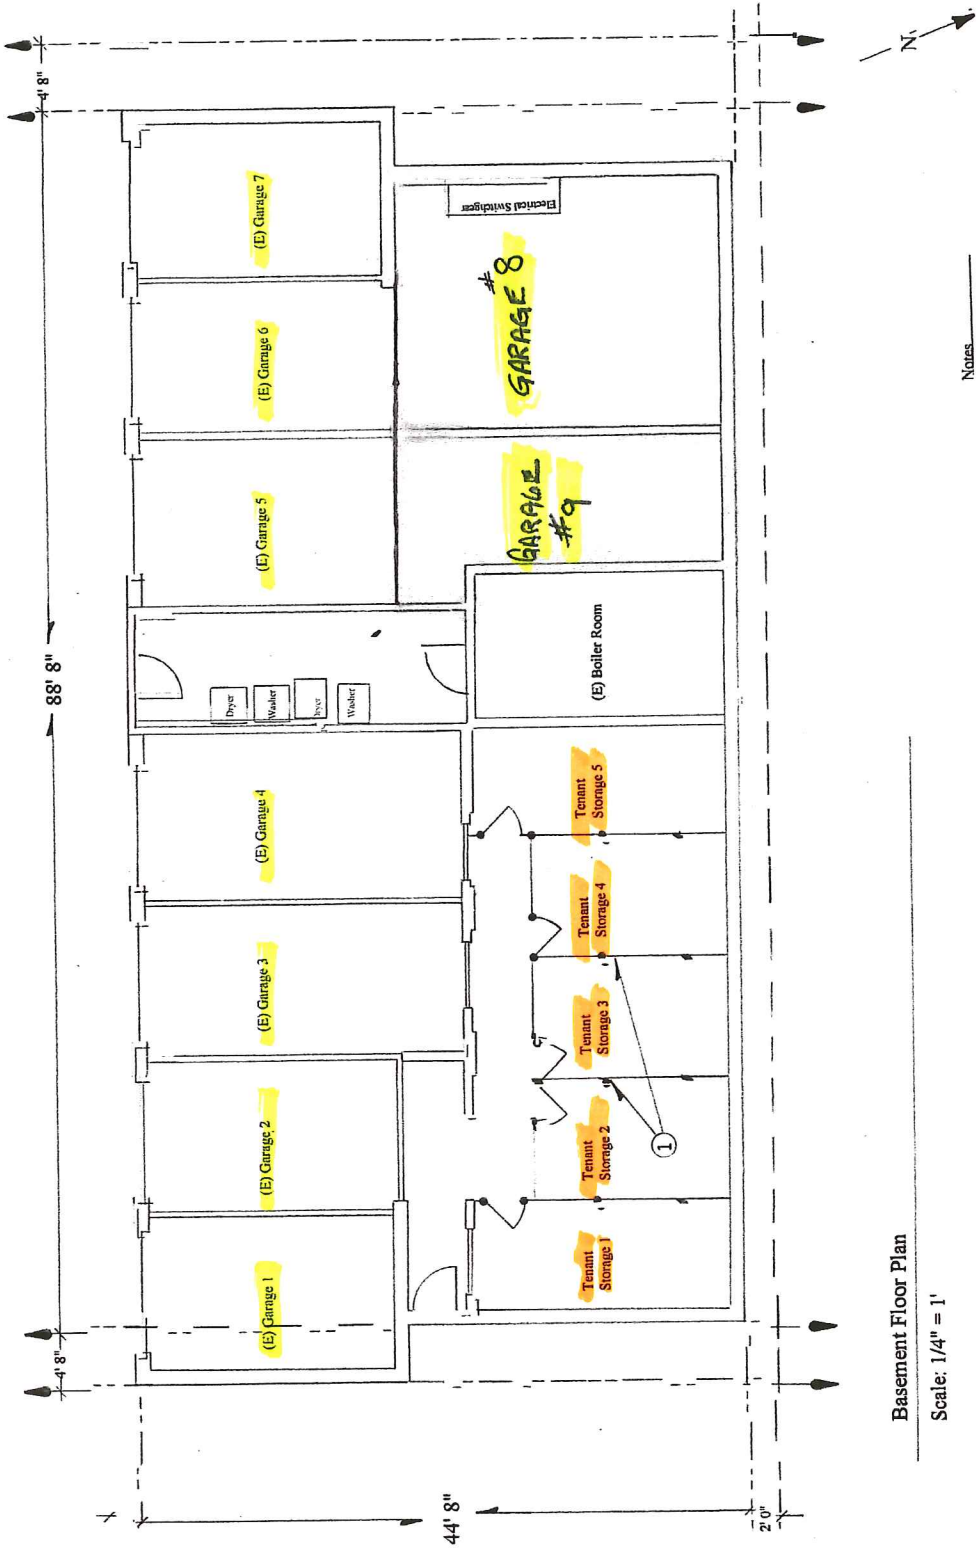 4' 8"
88' 8"
4' 8"
44' 8"
2' 0"
(E) Garage 1
(E) Garage 2
(E) Garage 3
(E) Garage 4
(E) Garage 5
(E) Garage 6
(E) Garage 7
Dryer
Washer
Washer
Electrical Switchgear
GARAGE #8
GARAGE
#9
(E) Boiler Room
Tenant
Storage 1
Tenant
Storage 2
Tenant
Storage 3
Tenant
Storage 4
Tenant
Storage 5
1
N.
Notes
Basement Floor Plan
Scale: 1/4" = 1'